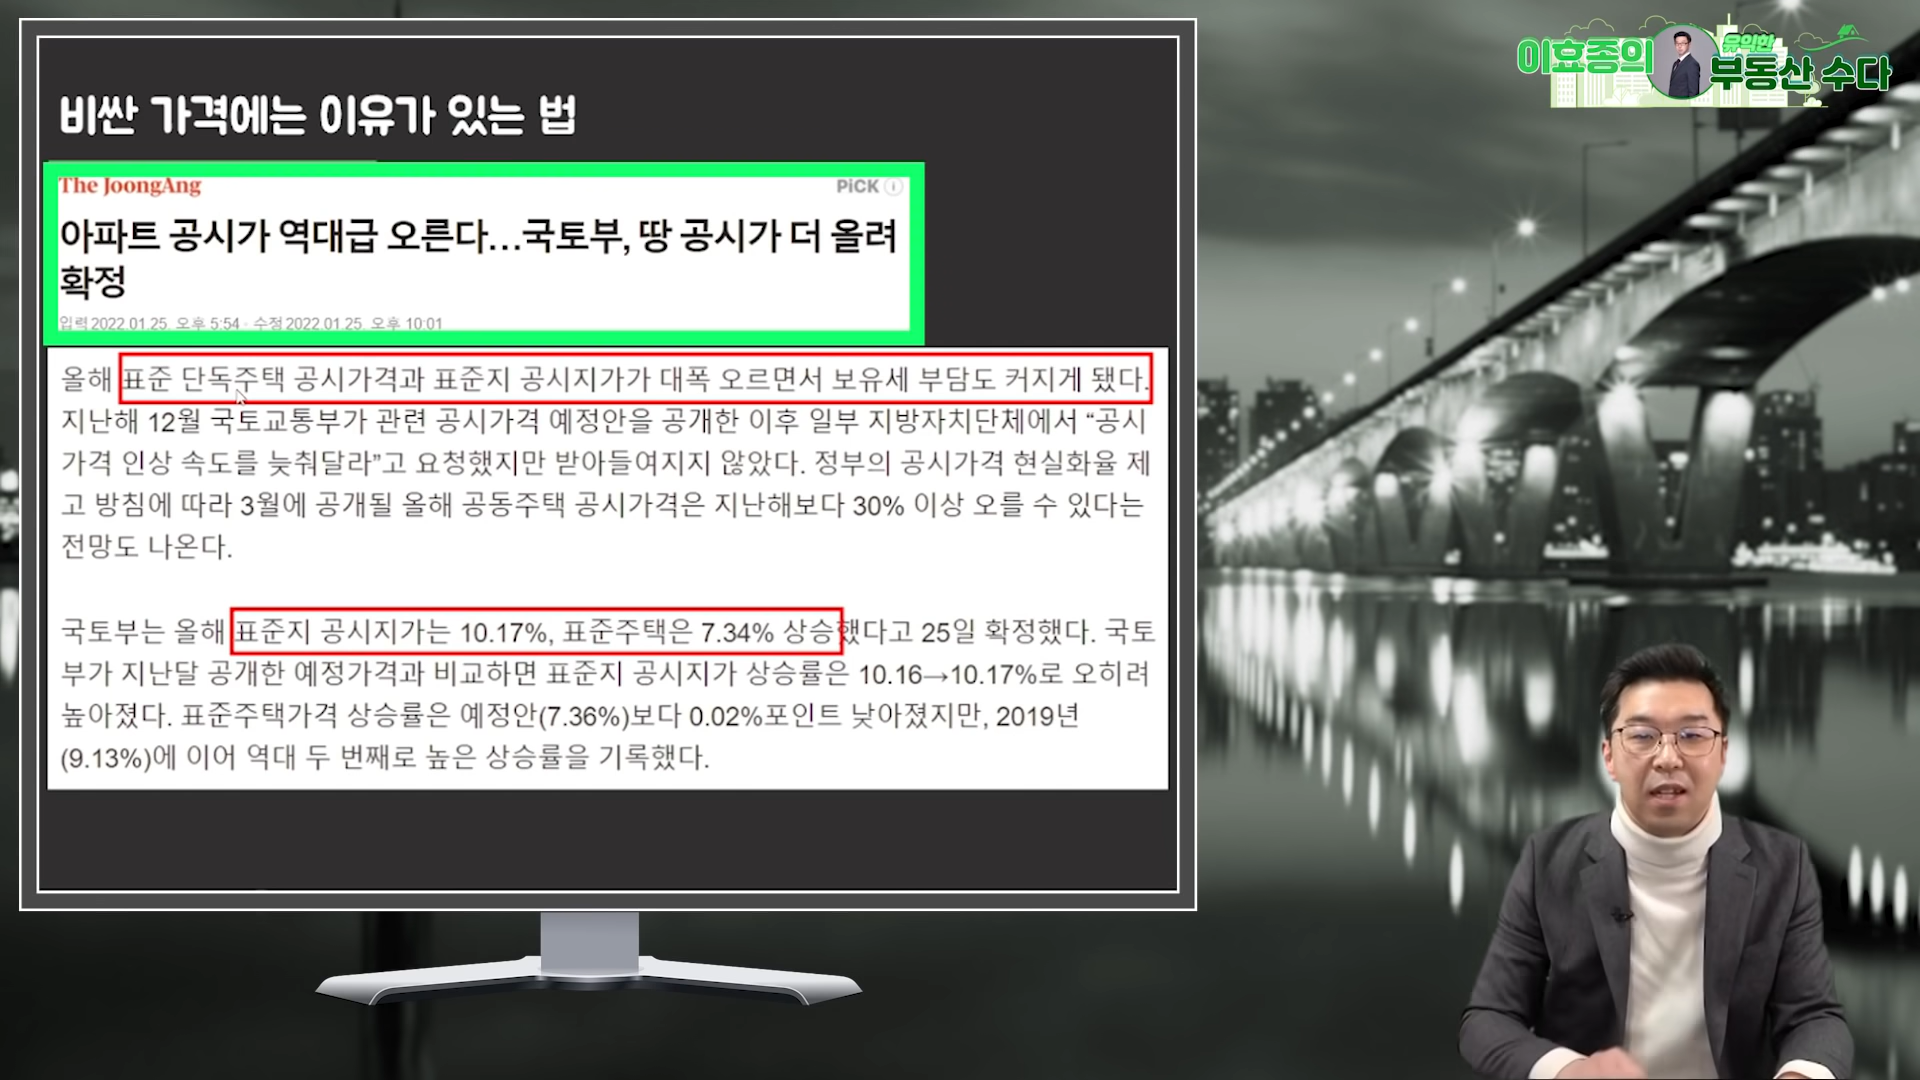 이효종의 유익한 부동산 수다
비싼 가격에는 이유가 있는 법
The JoongAng
PiCK
아파트 공시가 역대급 오른다…국토부, 땅 공시가 더 올려
확정
입력 2022.01.25. 오후 5:54 · 수정 2022.01.25. 오후 10:01
올해 표준 단독주택 공시가격과 표준지 공시지가가 대폭 오르면서 보유세 부담도 커지게 됐다.
지난해 12월 국토교통부가 관련 공시가격 예정안을 공개한 이후 일부 지방자치단체에서 “공시
가격 인상 속도를 늦춰달라”고 요청했지만 받아들여지지 않았다. 정부의 공시가격 현실화율 제
고 방침에 따라 3월에 공개될 올해 공동주택 공시가격은 지난해보다 30% 이상 오를 수 있다는
전망도 나온다.
국토부는 올해 표준지 공시지가는 10.17%, 표준주택은 7.34% 상승했다고 25일 확정했다. 국토
부가 지난달 공개한 예정가격과 비교하면 표준지 공시지가 상승률은 10.16→10.17%로 오히려
높아졌다. 표준주택가격 상승률은 예정안(7.36%)보다 0.02%포인트 낮아졌지만, 2019년
(9.13%)에 이어 역대 두 번째로 높은 상승률을 기록했다.